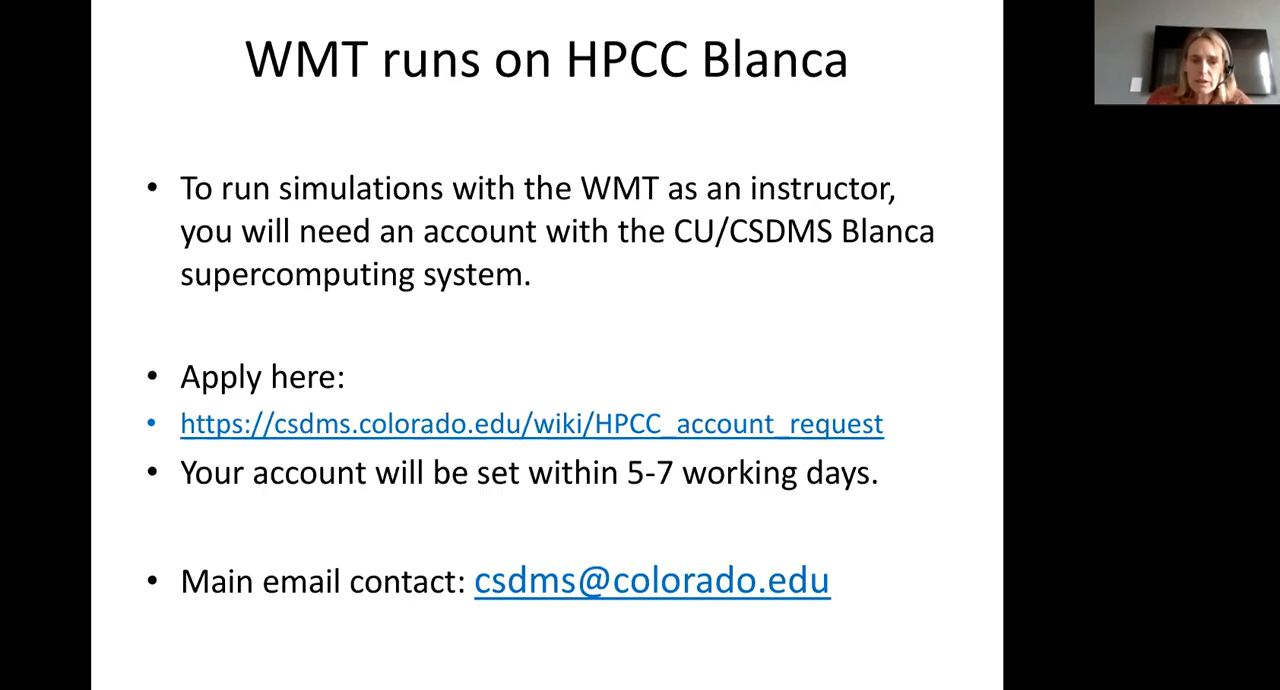 WMT runs on HPCC Blanca
• To run simulations with the WMT as an instructor,
you will need an account with the CU/CSDMS Blanca
supercomputing system.
• Apply here:
• https://csdms.colorado.edu/wiki/HPCC_account_request
• Your account will be set within 5-7 working days.
• Main email contact: csdms@colorado.edu